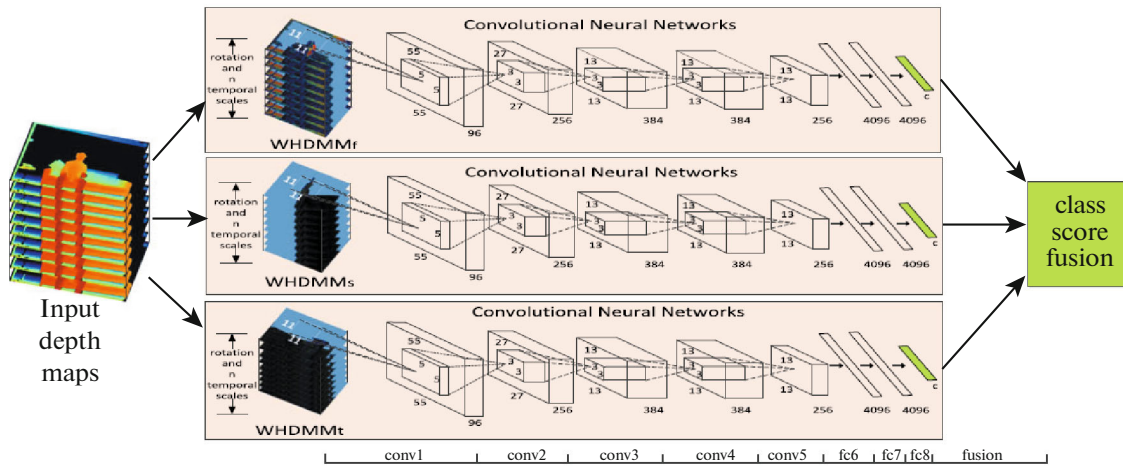 Convolutional Neural Networks
rotation
and
n
temporal
scales
11
11
WHDMMf
55
55
5
5
96
27
27
3
3
256
13
13
3
3
384
13
13
3
3
384
13
13
256
4096
4096
c
Convolutional Neural Networks
rotation
and
n
temporal
scales
11
WHDMMs
55
55
5
5
96
27
27
3
3
256
13
13
3
3
384
13
13
3
3
384
13
13
256
4096
4096
c
Convolutional Neural Networks
rotation
and
n
temporal
scales
11
11
WHDMMt
55
55
5
5
96
27
27
3
3
256
13
13
3
3
384
13
13
3
3
384
13
13
256
4096
4096
c
Input
depth
maps
class
score
fusion
conv1 conv2 conv3 conv4 conv5 fc6 fc7 fc8 fusion